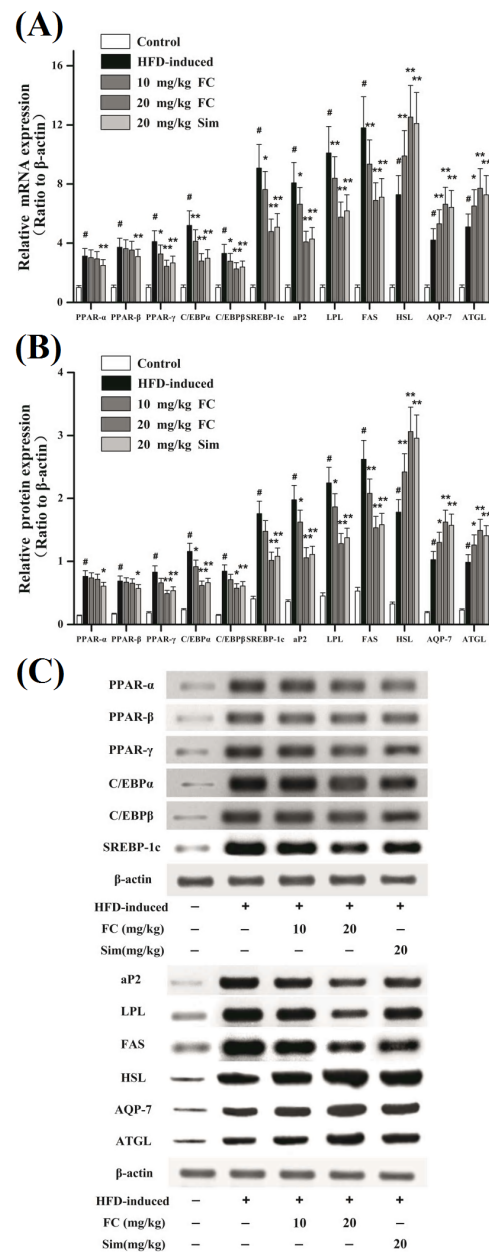 (A)
Control
HFD-induced
10 mg/kg FC
20 mg/kg FC
20 mg/kg Sim
Relative mRNA expression
(Ratio to β-actin)
16
12
8
4
0
PPAR-α PPAR-β PPAR-γ C/EBPα C/EBPβ SREBP-1c aP2 LPL FAS HSL AQP-7 ATGL
(B)
Control
HFD-induced
10 mg/kg FC
20 mg/kg FC
20 mg/kg Sim
Relative protein expression
(Ratio to β-actin)
4
3
2
1
0
PPAR-α PPAR-β PPAR-γ C/EBPα C/EBPβ SREBP-1c aP2 LPL FAS HSL AQP-7 ATGL
(C)
PPAR-α
PPAR-β
PPAR-γ
C/EBPα
C/EBPβ
SREBP-1c
β-actin
HFD-induced – + + + +
FC (mg/kg) – – 10 20 –
Sim(mg/kg) – – – – 20
aP2
LPL
FAS
HSL
AQP-7
ATGL
β-actin
HFD-induced – + + + +
FC (mg/kg) – – 10 20 –
Sim(mg/kg) – – – – 20